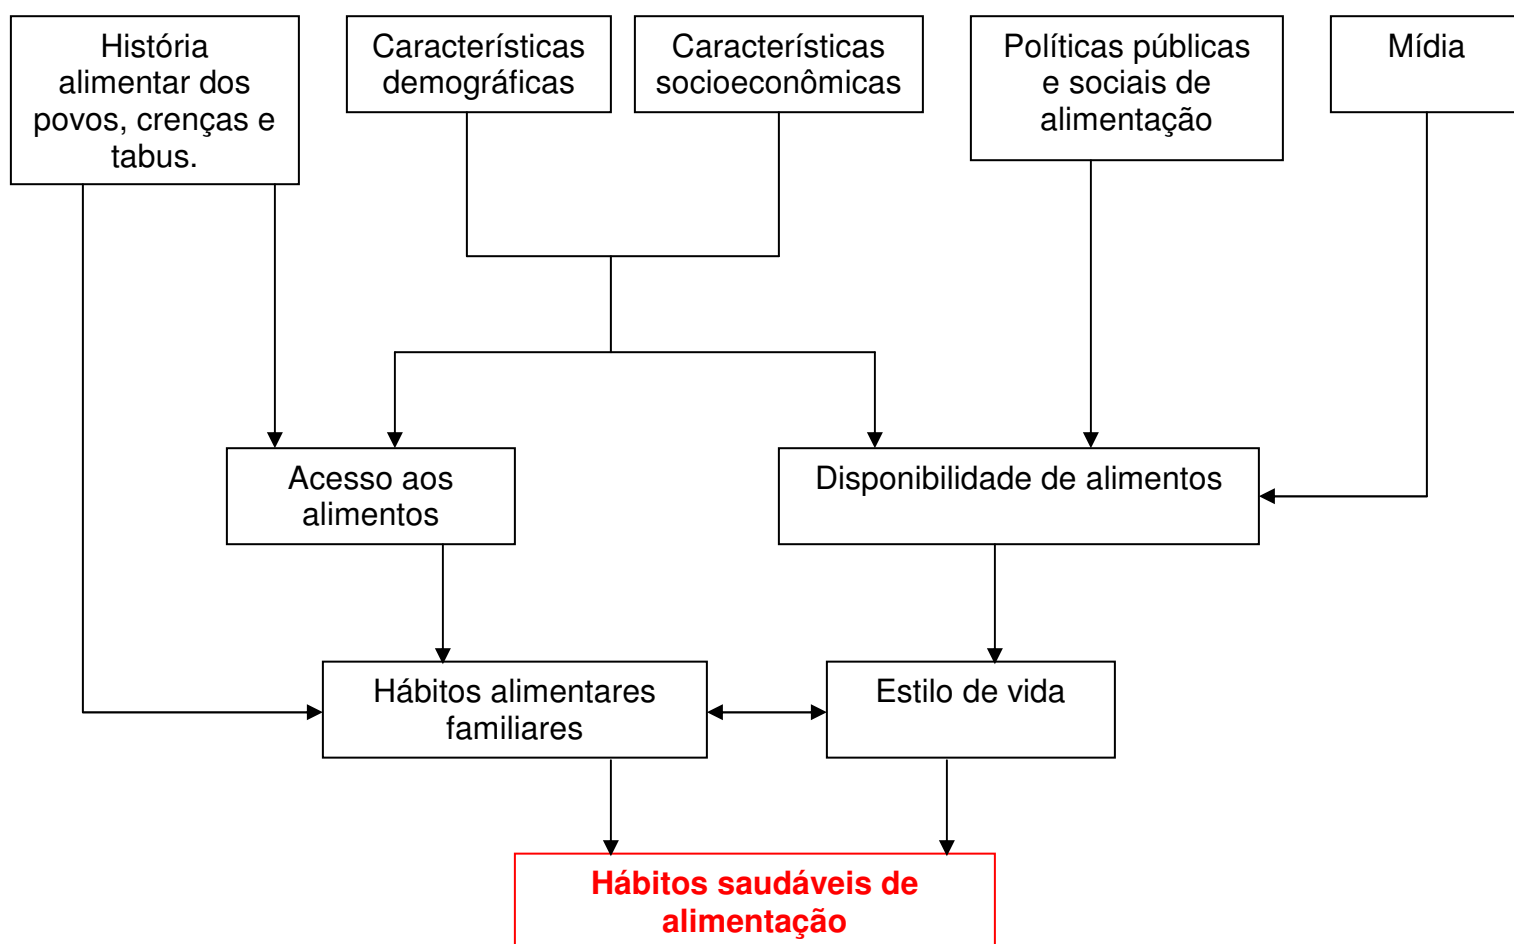 História
alimentar dos
povos, crenças e
tabus.
Características
demográficas
Características
socioeconômicas
Políticas públicas
e sociais de
alimentação
Mídia
Acesso aos
alimentos
Disponibilidade de alimentos
Hábitos alimentares
familiares
Estilo de vida
Hábitos saudáveis de
alimentação